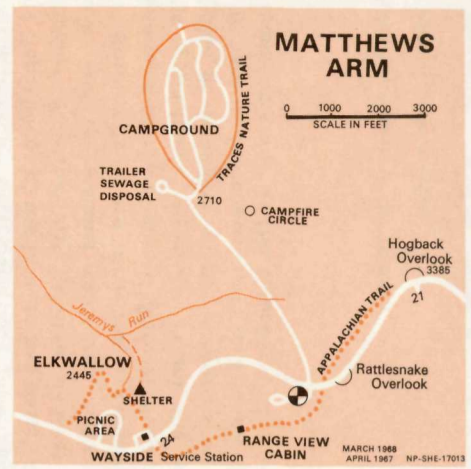 MATTHEWS
ARM
0 1000 2000 3000
SCALE IN FEET
CAMPGROUND
TRACES NATURE TRAIL
TRAILER
SEWAGE
DISPOSAL
2710
CAMPFIRE
CIRCLE
Hogback
Overlook
3385
21
Jeremys Run
APPALACHIAN TRAIL
ELKWALLOW
2445
SHELTER
Rattlesnake
Overlook
PICNIC
AREA
24
WAYSIDE Service Station
RANGE VIEW
CABIN
MARCH 1968
APRIL 1967 NP-SHE-17013